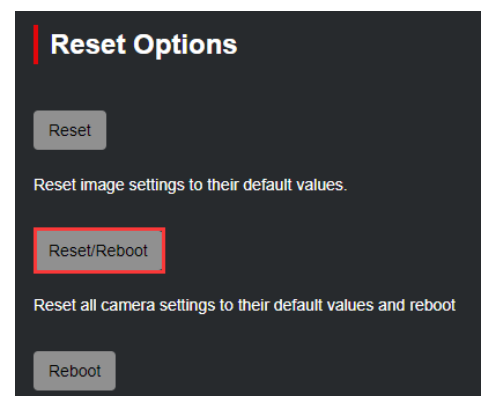 Reset Options
Reset
Reset image settings to their default values.
Reset/Reboot
Reset all camera settings to their default values and reboot
Reboot